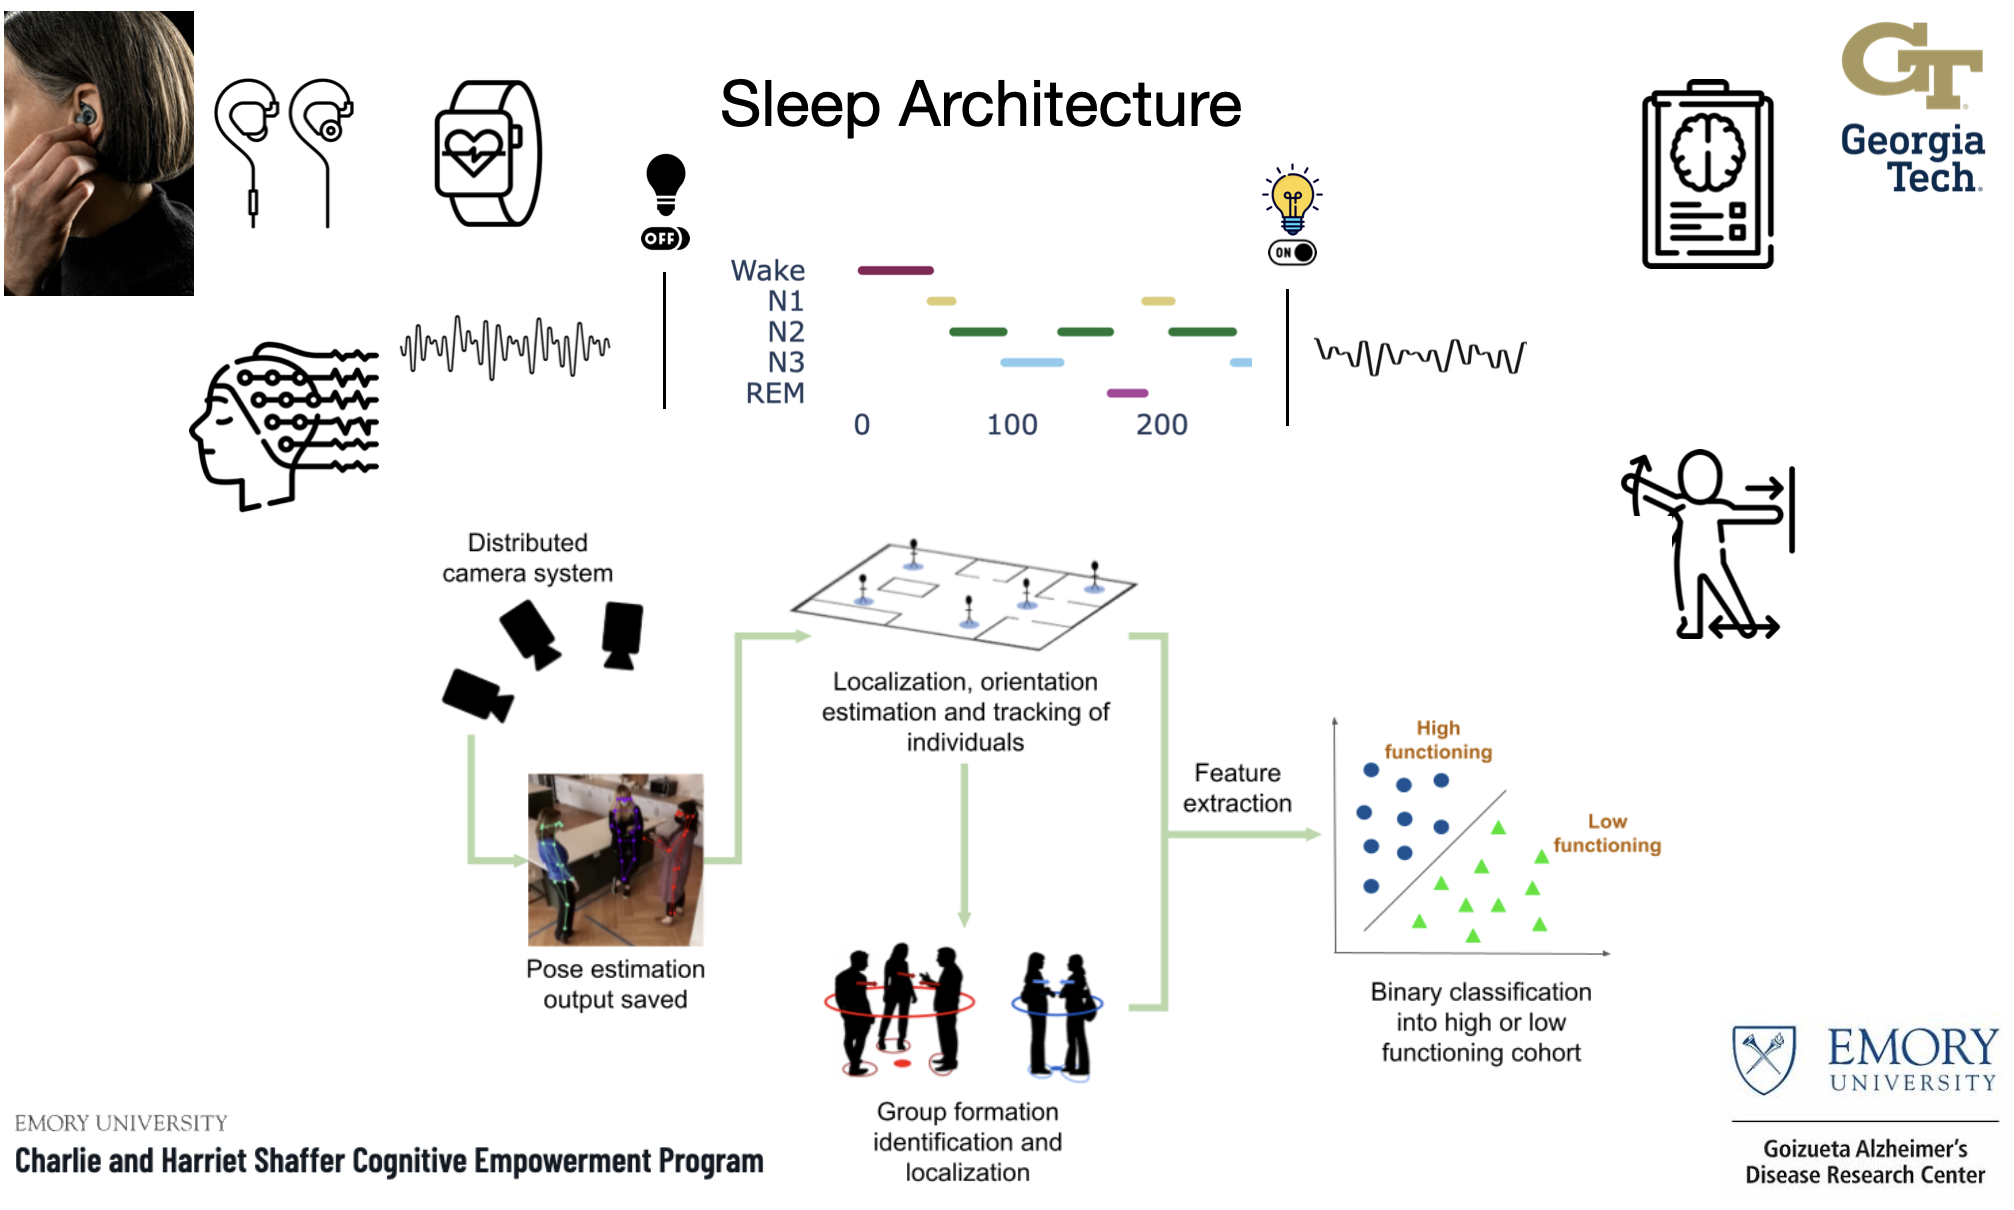 Sleep Architecture
Georgia
Tech
OFF
ON
Wake
N1
N2
N3
REM
0 100 200
Distributed
camera system
Localization, orientation
estimation and tracking of
individuals
Pose estimation
output saved
Group formation
identification and
localization
Feature
extraction
High
functioning
Low
functioning
Binary classification
into high or low
functioning cohort
EMORY UNIVERSITY
Charlie and Harriet Shaffer Cognitive Empowerment Program
EMORY
UNIVERSITY
Goizueta Alzheimer's
Disease Research Center